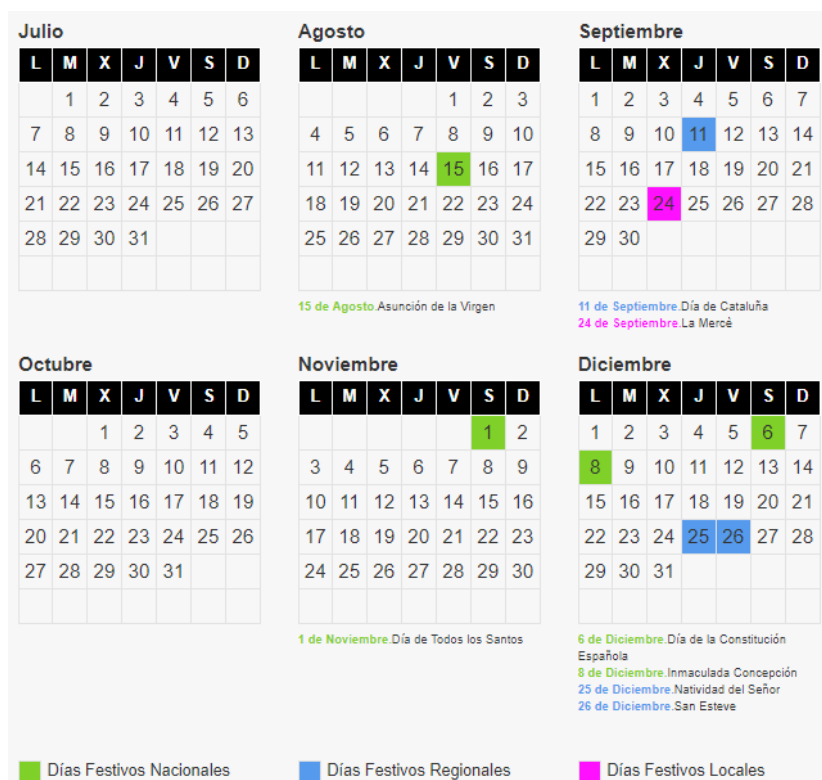 Julio Agosto Septiembre
L M X J V S D L M X J V S D L M X J V S D
1 2 3 4 5 6 1 2 3 1 2 3 4 5 6 7
7 8 9 10 11 12 13 4 5 6 7 8 9 10 8 9 10 11 12 13 14
14 15 16 17 18 19 20 11 12 13 14 15 16 17 15 16 17 18 19 20 21
21 22 23 24 25 26 27 18 19 20 21 22 23 24 22 23 24 25 26 27 28
28 29 30 31 25 26 27 28 29 30 31 29 30
15 de Agosto.Asunción de la Virgen 11 de Septiembre.Día de Cataluña
24 de Septiembre.La Mercè
Octubre Noviembre Diciembre
L M X J V S D L M X J V S D L M X J V S D
1 2 3 4 5 1 2 1 2 3 4 5 6 7
6 7 8 9 10 11 12 3 4 5 6 7 8 9 8 9 10 11 12 13 14
13 14 15 16 17 18 19 10 11 12 13 14 15 16 15 16 17 18 19 20 21
20 21 22 23 24 25 26 17 18 19 20 21 22 23 22 23 24 25 26 27 28
27 28 29 30 31 24 25 26 27 28 29 30 29 30 31
1 de Noviembre.Día de Todos los Santos 6 de Diciembre.Día de la Constitución
Española
8 de Diciembre.Inmaculada Concepción
25 de Diciembre.Natividad del Señor
26 de Diciembre.San Esteve
Días Festivos Nacionales Días Festivos Regionales Días Festivos Locales